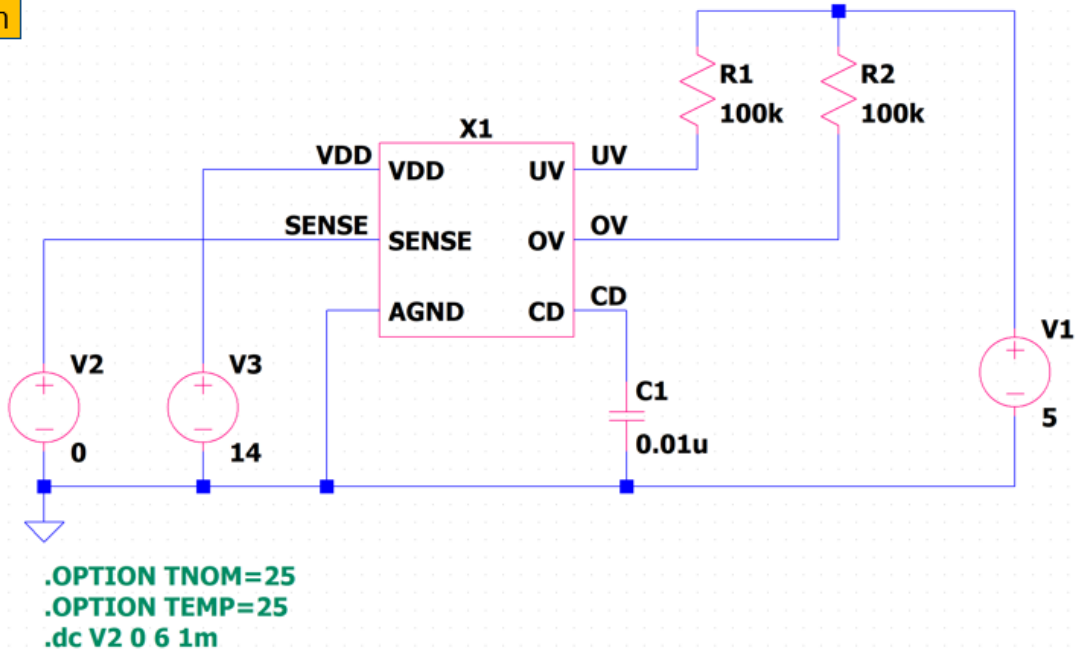 n
R1
100k
R2
100k
X1
VDD
VDD
UV
UV
SENSE
SENSE
OV
OV
AGND
CD
CD
V2
+
−
0
V3
+
−
14
C1
0.01u
V1
+
−
5
.OPTION TNOM=25
.OPTION TEMP=25
.dc V2 0 6 1m